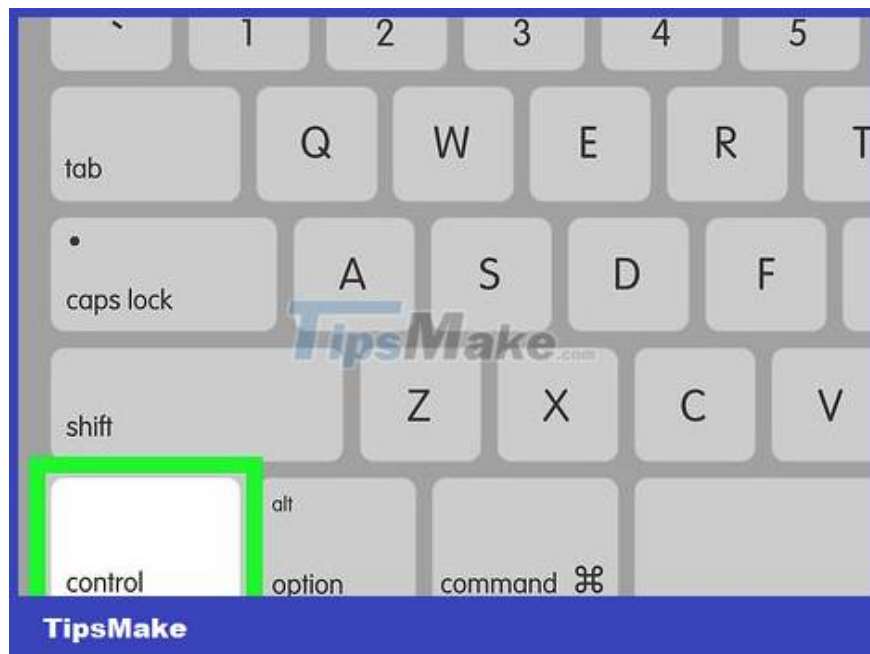 ` 1 2 3 4 5
tab Q W E R T
caps lock A S D F
TipsMake.com
shift Z X C V
alt
control option command ⌘
TipsMake